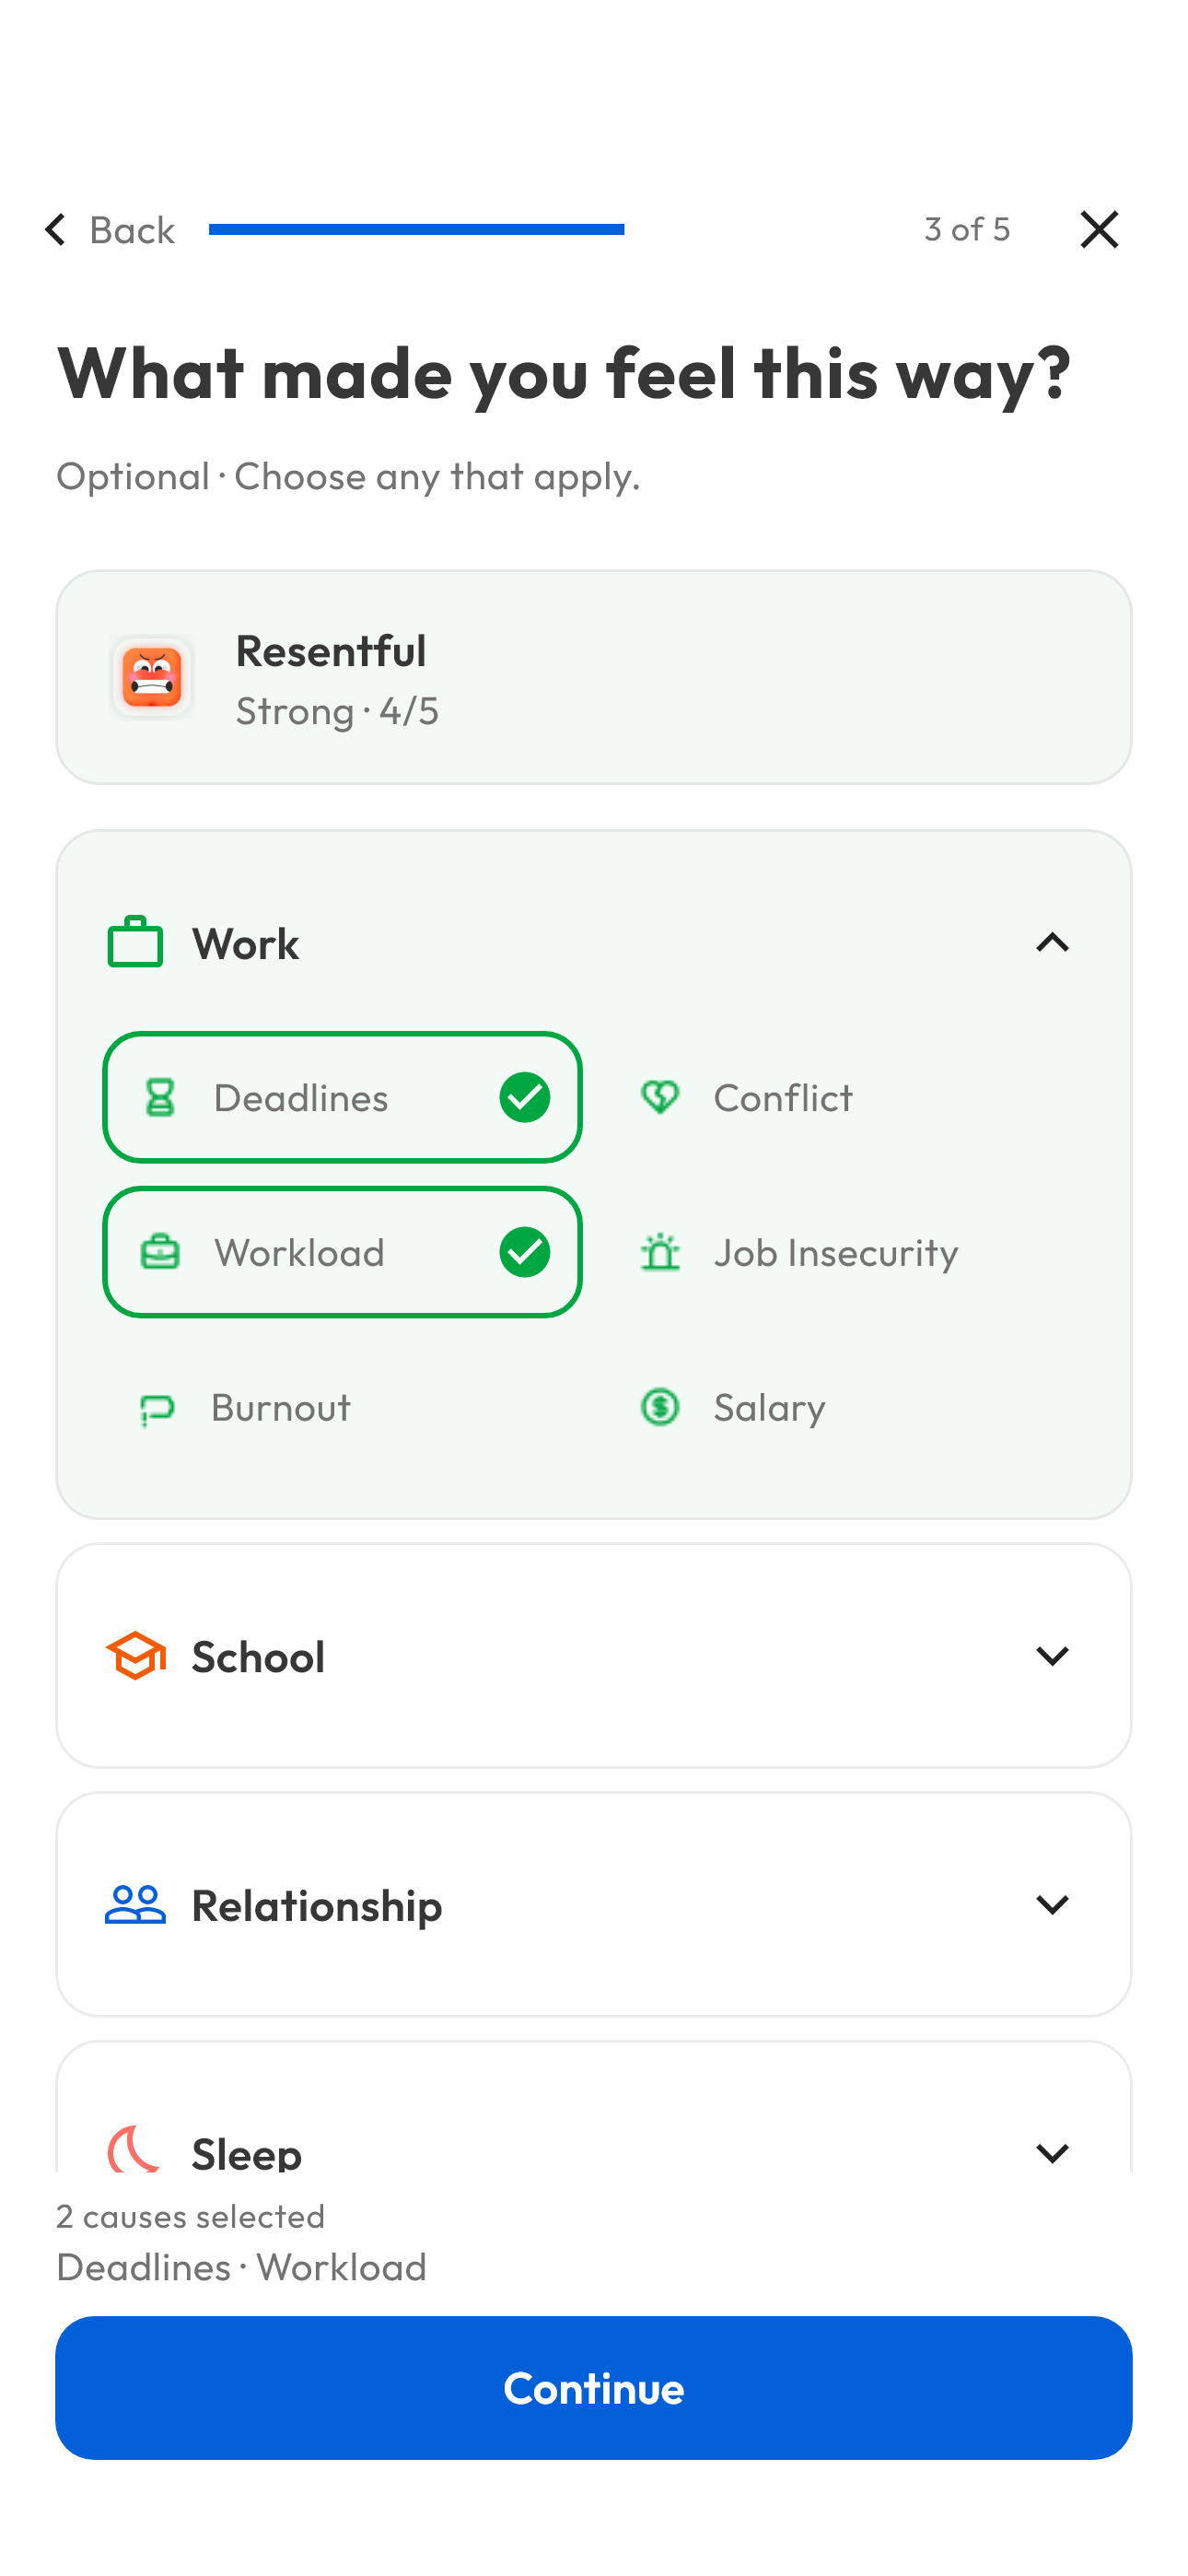 Back
3 of 5
What made you feel this way?
Optional · Choose any that apply.
Resentful
Strong · 4/5
Work
Deadlines
Conflict
Workload
Job Insecurity
Burnout
Salary
School
Relationship
Sleep
2 causes selected
Deadlines · Workload
Continue